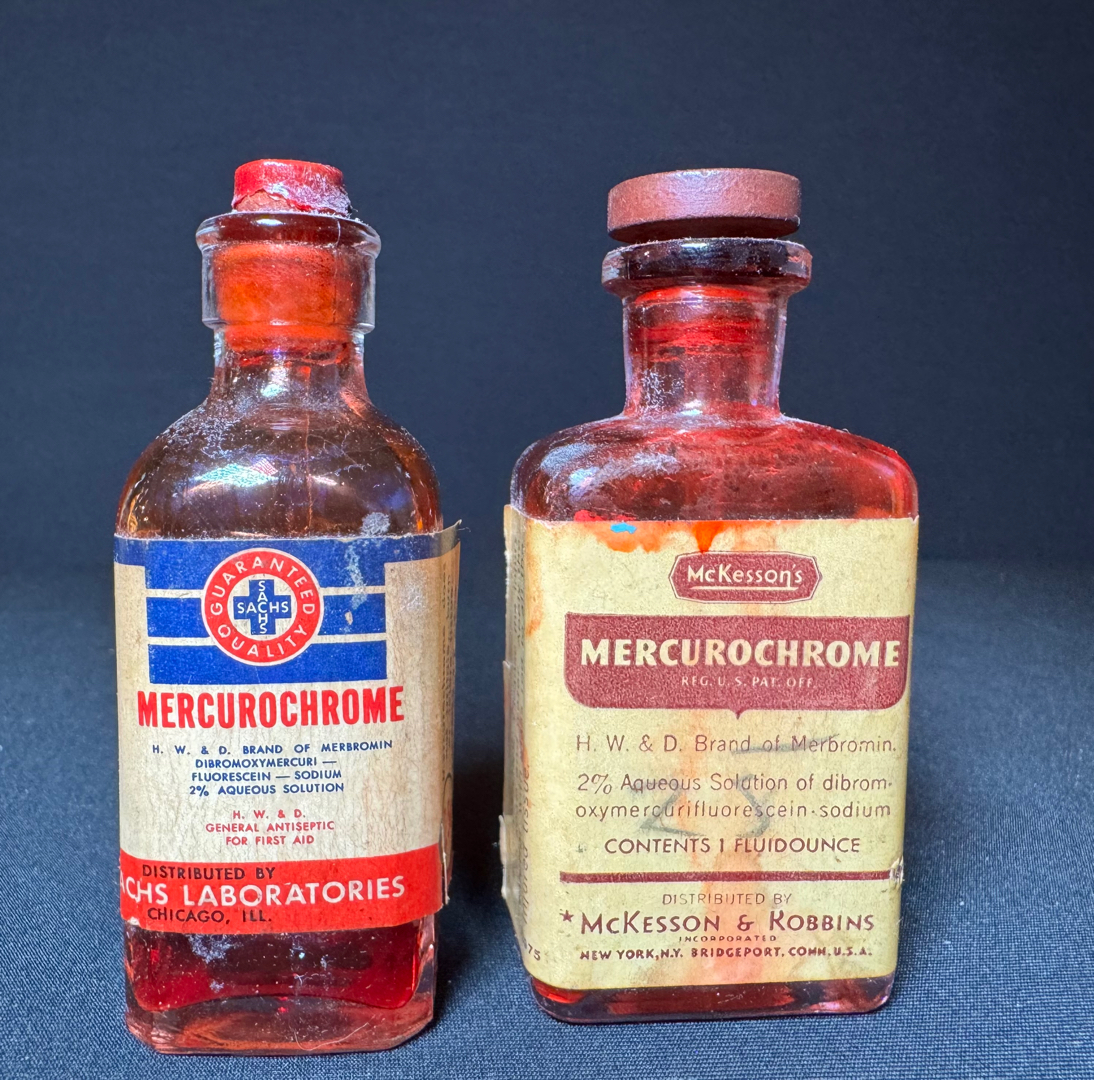 GUARANTEED
SACHS
SACHS
QUALITY
MERCUROCHROME
H. W. & D. BRAND OF MERBROMIN
DIBROMOXYMERCURI —
FLUORESCEIN — SODIUM
2% AQUEOUS SOLUTION
H. W. & D.
GENERAL ANTISEPTIC
FOR FIRST AID
DISTRIBUTED BY
ACHS LABORATORIES
CHICAGO, ILL.
McKesson's
MERCUROCHROME
REG. U. S. PAT. OFF.
H. W. & D. Brand of Merbromin.
2% Aqueous Solution of dibrom-
oxymercurifluorescein-sodium
CONTENTS 1 FLUIDOUNCE
DISTRIBUTED BY
*McKESSON & ROBBINS
INCORPORATED
NEW YORK, N.Y. BRIDGEPORT, CONN. U.S.A.
75